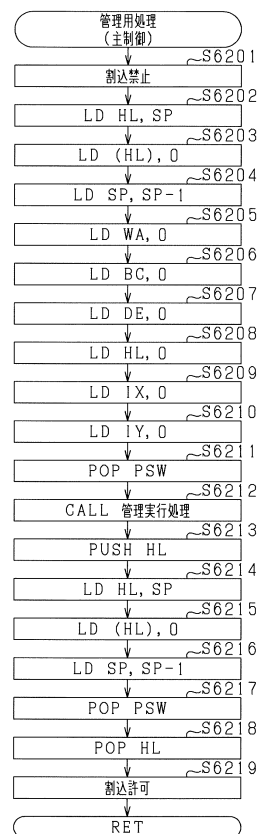 管理用処理
(主制御)
S6201
割込禁止
S6202
LD HL, SP
S6203
LD (HL), 0
S6204
LD SP, SP-1
S6205
LD WA, 0
S6206
LD BC, 0
S6207
LD DE, 0
S6208
LD HL, 0
S6209
LD IX, 0
S6210
LD IY, 0
S6211
POP PSW
S6212
CALL 管理実行処理
S6213
PUSH HL
S6214
LD HL, SP
S6215
LD (HL), 0
S6216
LD SP, SP-1
S6217
POP PSW
S6218
POP HL
S6219
割込許可
RET